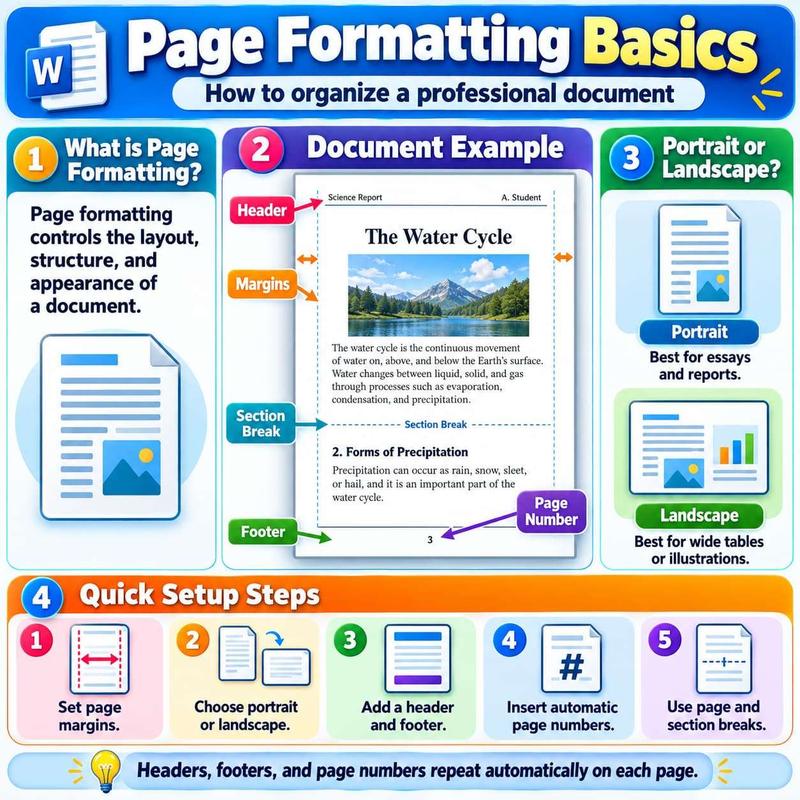 W
Page Formatting Basics
How to organize a professional document
1
What is Page
Formatting?
Page formatting
controls the layout,
structure, and
appearance of
a document.
2
Document Example
Header
Margins
Section
Break
Footer
Page
Number
Science Report
A. Student
The Water Cycle
The water cycle is the continuous movement
of water on, above, and below the Earth's surface.
Water changes between liquid, solid, and gas
through processes such as evaporation,
condensation, and precipitation.
Section Break
2. Forms of Precipitation
Precipitation can occur as rain, snow, sleet,
or hail, and it is an important part of the
water cycle.
3
3
Portrait or
Landscape?
Portrait
Best for essays
and reports.
Landscape
Best for wide tables
or illustrations.
4
Quick Setup Steps
1
Set page
margins.
2
Choose portrait
or landscape.
3
Add a header
and footer.
4
#
Insert automatic
page numbers.
5
Use page and
section breaks.
Headers, footers, and page numbers repeat automatically on each page.